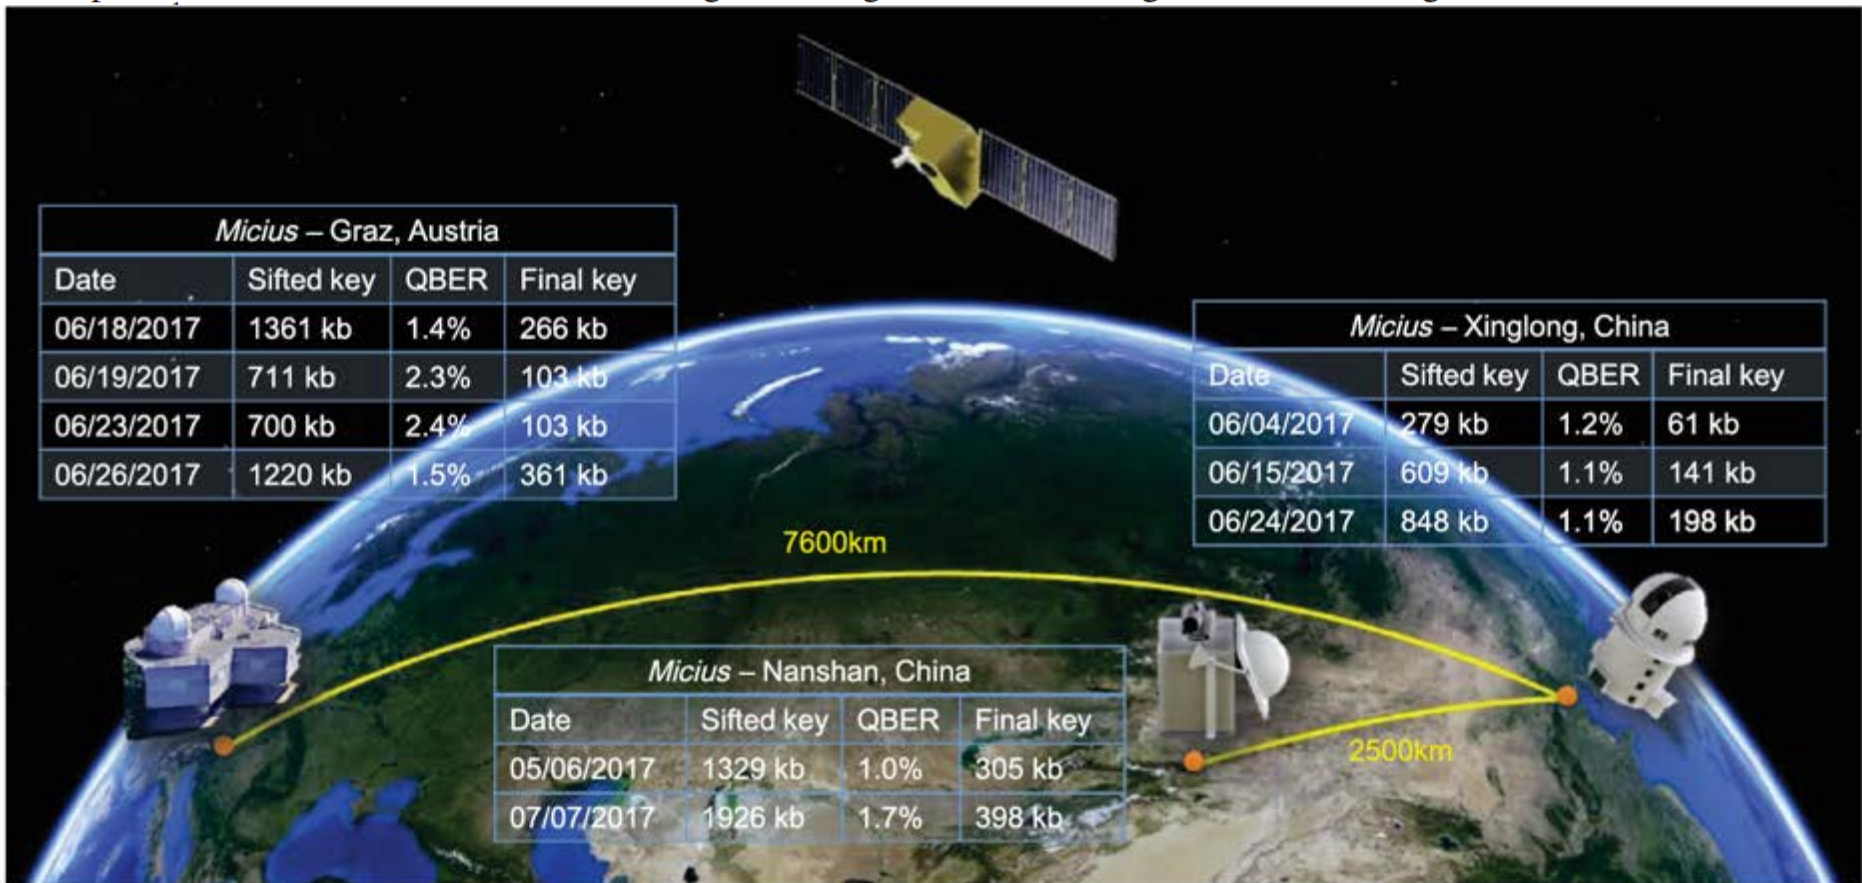 Micius – Graz, Austria
Date Sifted key QBER Final key
06/18/2017 1361 kb 1.4% 266 kb
06/19/2017 711 kb 2.3% 103 kb
06/23/2017 700 kb 2.4% 103 kb
06/26/2017 1220 kb 1.5% 361 kb
Micius – Xinglong, China
Date Sifted key QBER Final key
06/04/2017 279 kb 1.2% 61 kb
06/15/2017 609 kb 1.1% 141 kb
06/24/2017 848 kb 1.1% 198 kb
7600km
Micius – Nanshan, China
Date Sifted key QBER Final key
05/06/2017 1329 kb 1.0% 305 kb
07/07/2017 1926 kb 1.7% 398 kb
2500km